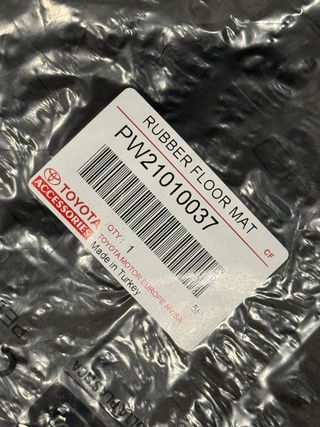 RUBBER FLOOR MAT
CF
PW21010037
TOYOTA
ACCESSORIES
QTY: 1
TOYOTA MOTOR EUROPE NV/SA
Made in Turkey